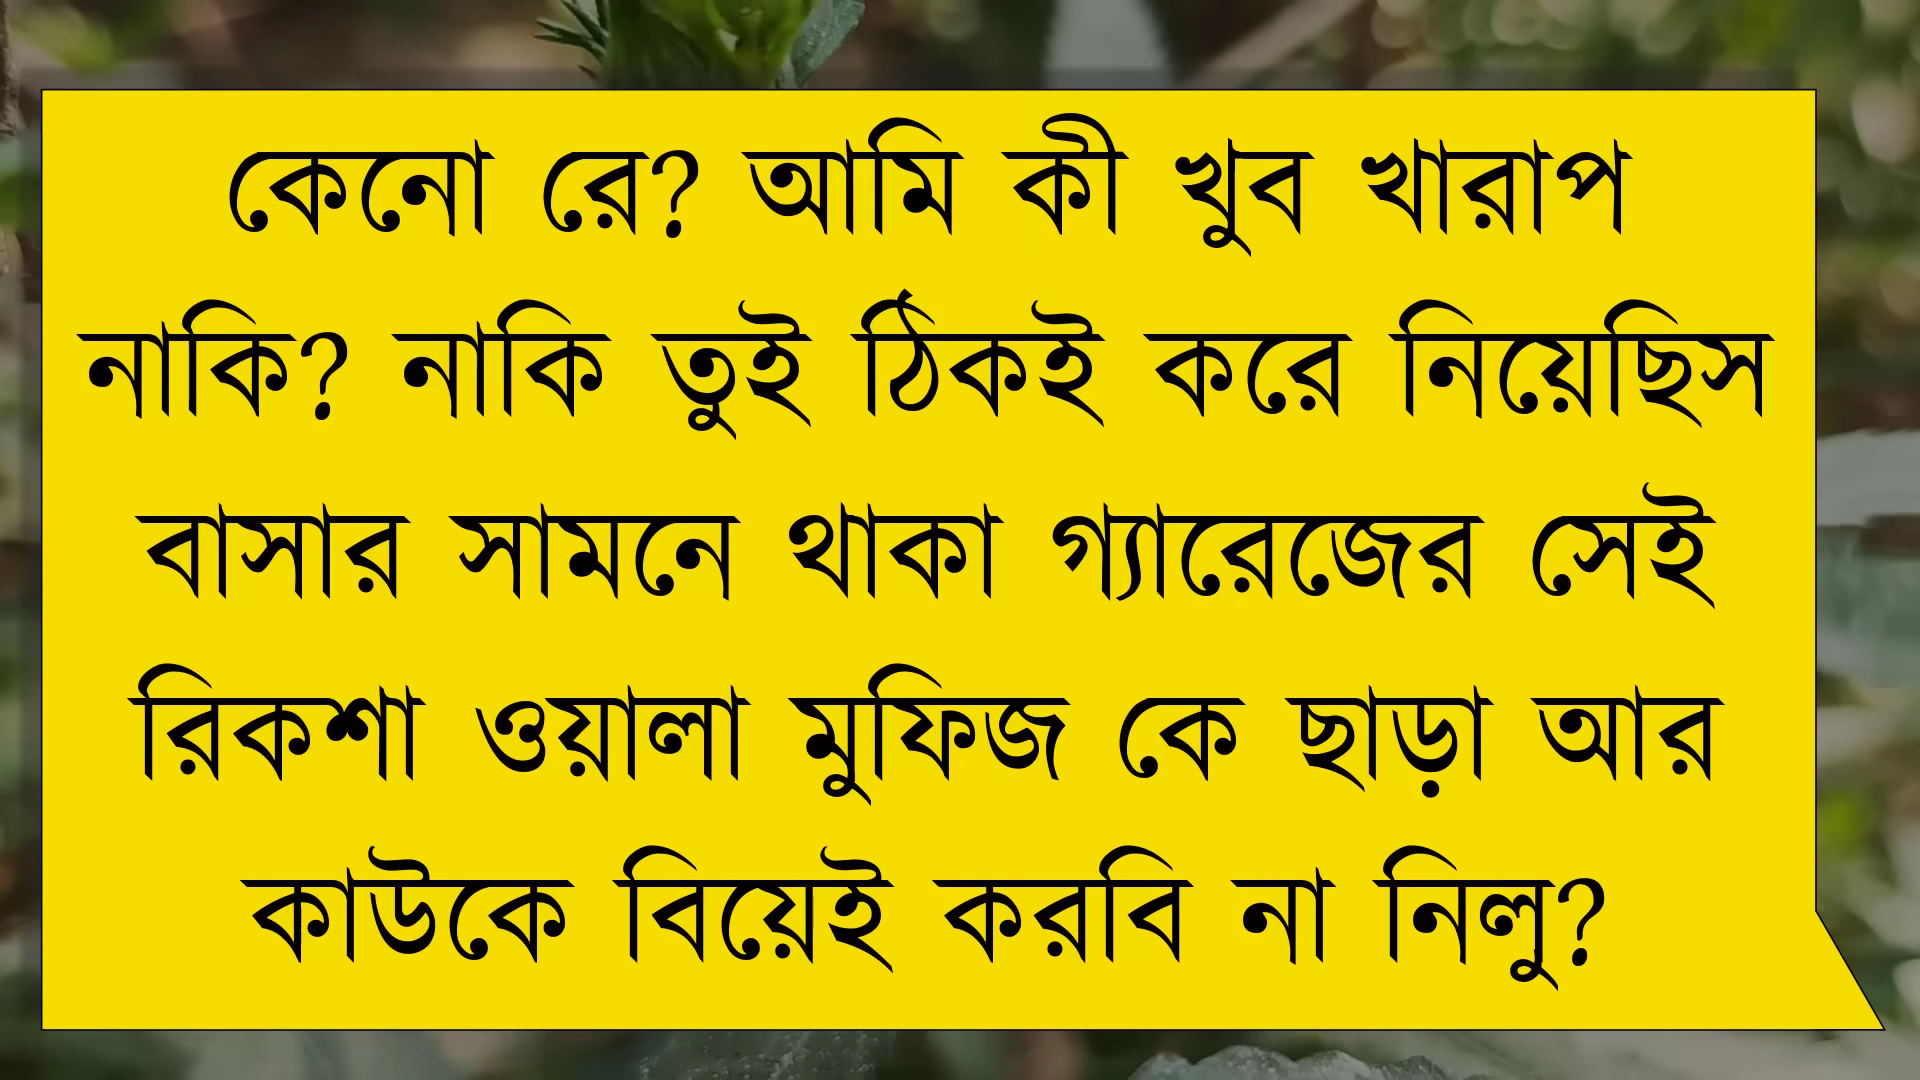 কেনো রে? আমি কী খুব খারাপ
নাকি? নাকি তুই ঠিকই করে নিয়েছিস
বাসার সামনে থাকা গ্যারেজের সেই
রিকশা ওয়ালা মুফিজ কে ছাড়া আর
কাউকে বিয়েই করবি না নিলু?